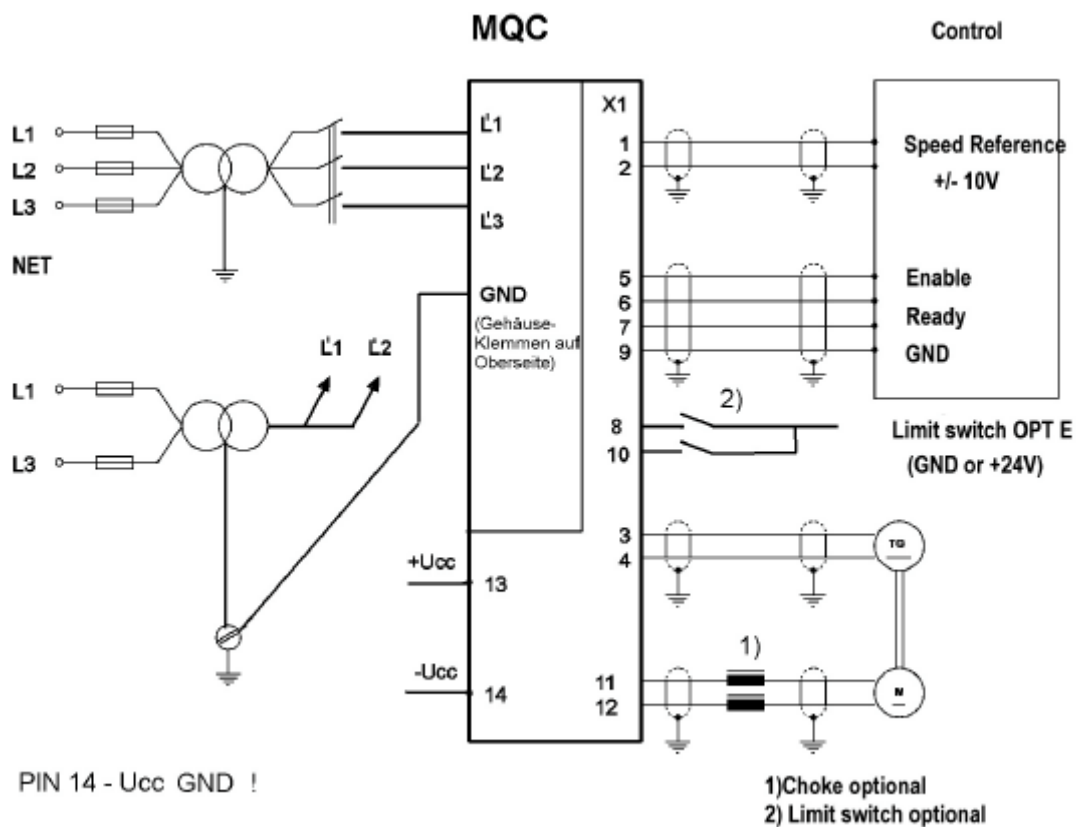 MQC
Control
L1
L2
L3
NET
L'1
L'2
L'3
GND
(Gehäuse-
Klemmen auf
Oberseite)
X1
1
2
Speed Reference
+/- 10V
5
6
7
9
Enable
Ready
GND
L1
L3
L'1
L'2
8
10
2)
Limit switch OPT E
(GND or +24V)
3
4
TG
+Ucc
13
-Ucc
14
11
12
1)
M
PIN 14 - Ucc GND !
1)Choke optional
2) Limit switch optional